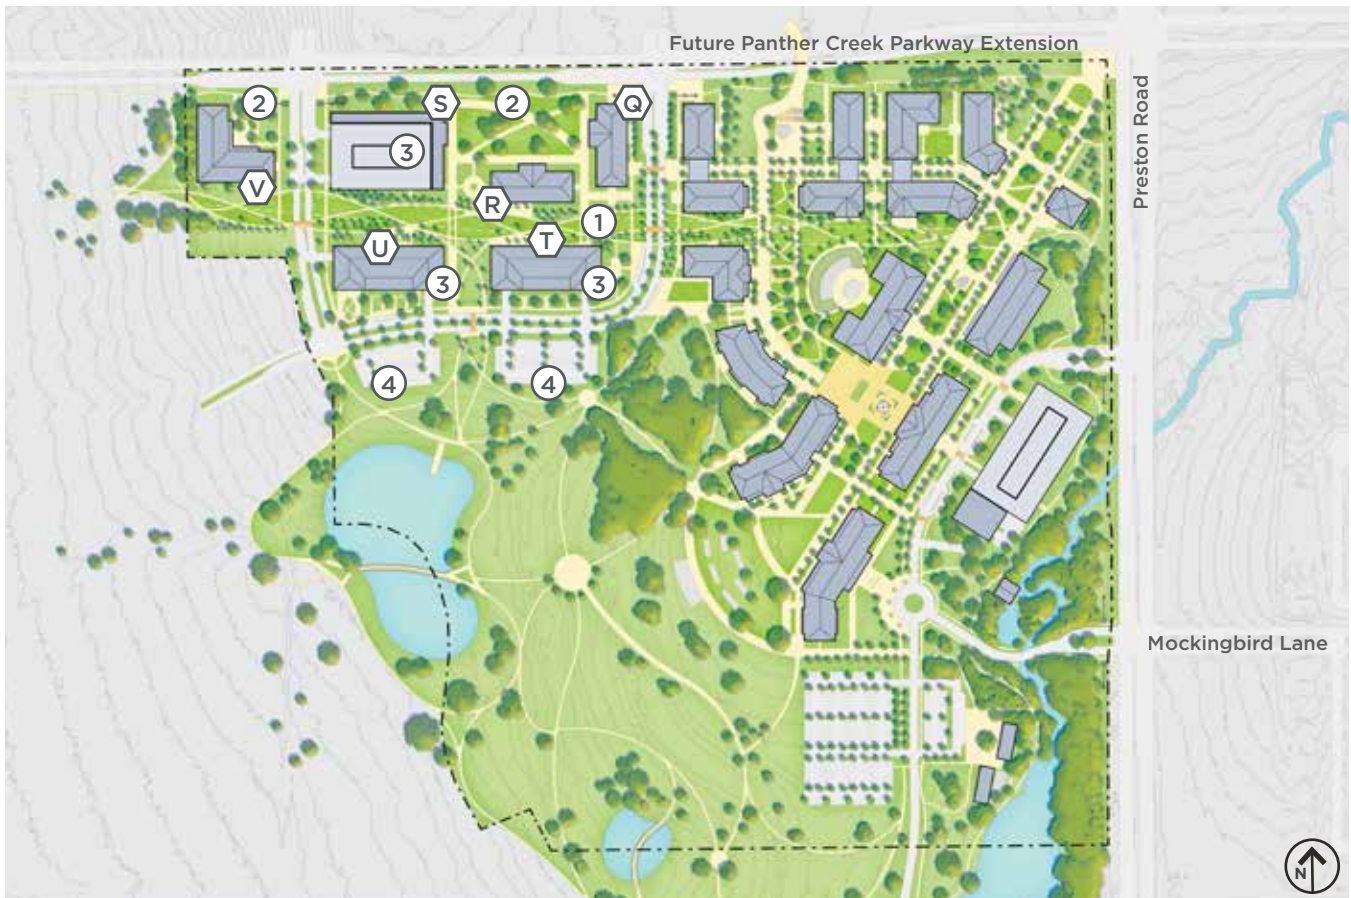 Future Panther Creek Parkway Extension
Preston Road
2
S
2
Q
3
V
R
1
U
T
3
3
4
4
Mockingbird Lane
N